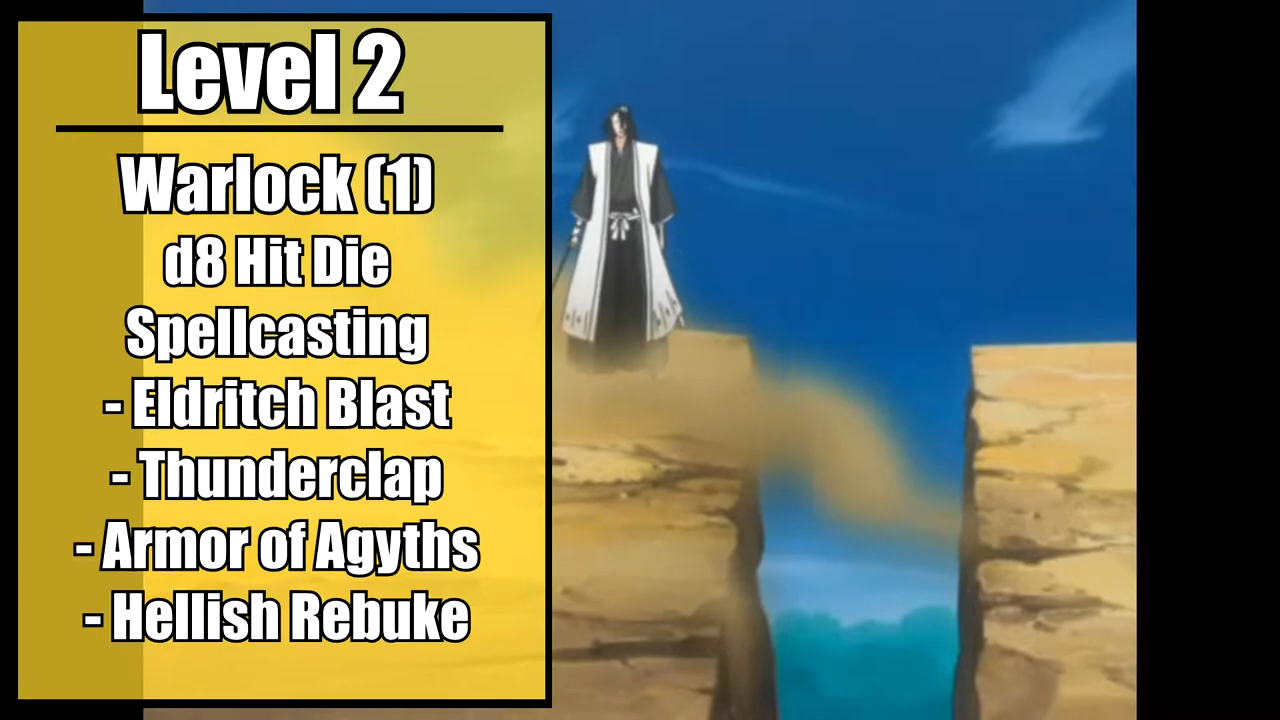 Level 2
Warlock (1)
d8 Hit Die
Spellcasting
- Eldritch Blast
- Thunderclap
- Armor of Agyths
- Hellish Rebuke